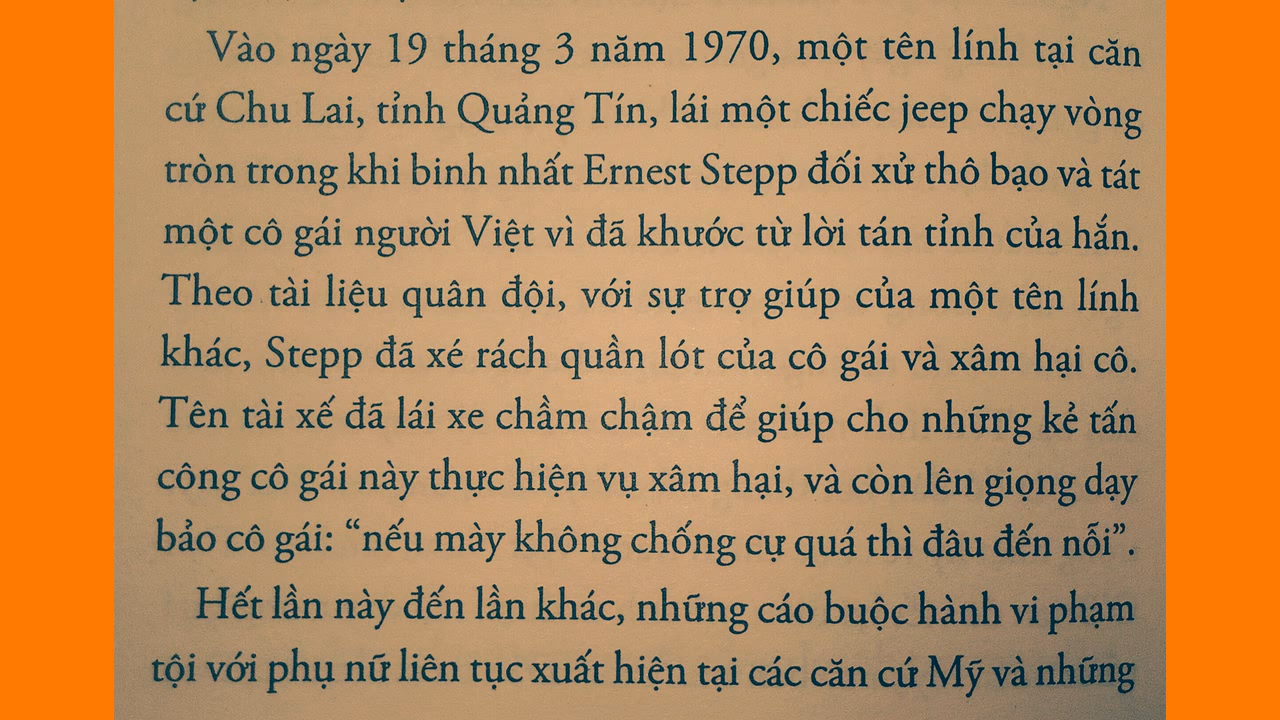 Vào ngày 19 tháng 3 năm 1970, một tên lính tại căn
cứ Chu Lai, tỉnh Quảng Tín, lái một chiếc jeep chạy vòng
tròn trong khi binh nhất Ernest Stepp đối xử thô bạo và tát
một cô gái người Việt vì đã khước từ lời tán tỉnh của hắn.
Theo tài liệu quân đội, với sự trợ giúp của một tên lính
khác, Stepp đã xé rách quần lót của cô gái và xâm hại cô.
Tên tài xế đã lái xe chầm chậm để giúp cho những kẻ tấn
công cô gái này thực hiện vụ xâm hại, và còn lên giọng dạy
bảo cô gái: “nếu mày không chống cự quá thì đâu đến nỗi”.
Hết lần này đến lần khác, những cáo buộc hành vi phạm
tội với phụ nữ liên tục xuất hiện tại các căn cứ Mỹ và những